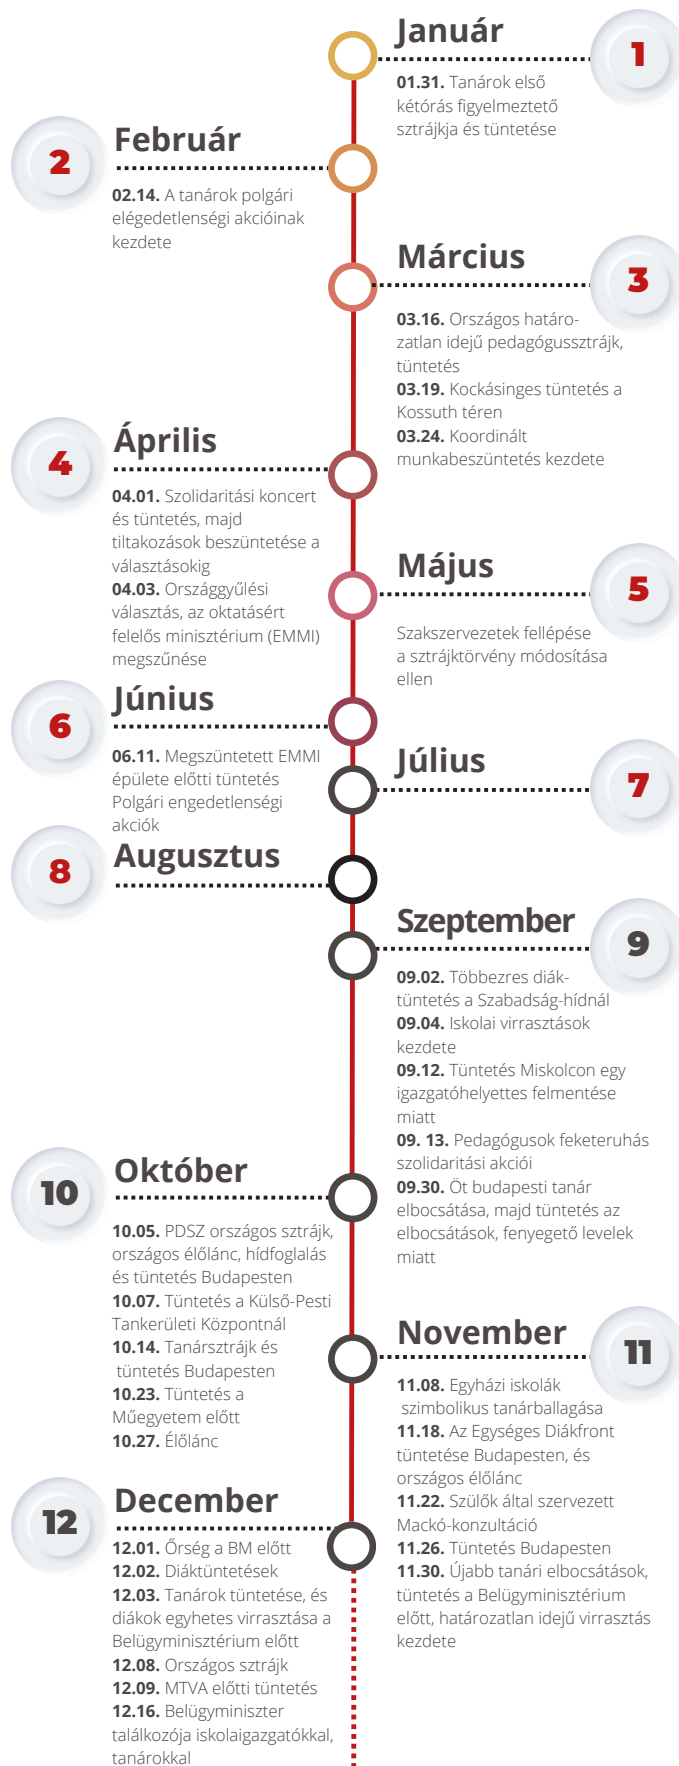 Január
1
01.31. Tanárok első
kétórás figyelmeztető
sztrájkja és tüntetése
Február
2
02.14. A tanárok polgári
elégedetlenségi akcióinak
kezdete
Március
3
03.16. Országos határo-
zatlan idejű pedagógussztrájk,
tüntetés
03.19. Kockásinges tüntetés a
Kossuth téren
03.24. Koordinált
munkabeszüntetés kezdete
Április
4
04.01. Szolidaritási koncert
és tüntetés, majd
tiltakozások beszüntetése a
választásokig
04.03. Országgyűlési
választás, az oktatásért
felelős minisztérium (EMMI)
megszűnése
Május
5
Szakszervezetek fellépése
a sztrájktörvény módosítása
ellen
Június
6
06.11. Megszüntetett EMMI
épülete előtti tüntetés
Polgári engedetlenségi
akciók
Július
7
Augusztus
8
Szeptember
9
09.02. Többezres diák-
tüntetés a Szabadság-hídnál
09.04. Iskolai virrasztások
kezdete
09.12. Tüntetés Miskolcon egy
igazgatóhelyettes felmentése
miatt
09. 13. Pedagógusok feketeruhás
szolidaritási akciói
09.30. Öt budapesti tanár
elbocsátása, majd tüntetés az
elbocsátások, fenyegető levelek
miatt
Október
10
10.05. PDSZ országos sztrájk,
országos élőlánc, hídfoglalás
és tüntetés Budapesten
10.07. Tüntetés a Külső-Pesti
Tankerületi Központnál
10.14. Tanársztrájk és
tüntetés Budapesten
10.23. Tüntetés a
Műegyetem előtt
10.27. Élőlánc
November
11
11.08. Egyházi iskolák
szimbolikus tanárballagása
11.18. Az Egységes Diákfront
tüntetése Budapesten, és
országos élőlánc
11.22. Szülők által szervezett
Mackó-konzultáció
11.26. Tüntetés Budapesten
11.30. Újabb tanári elbocsátások,
tüntetés a Belügyminisztérium
előtt, határozatlan idejű virrasztás
kezdete
December
12
12.01. Őrség a BM előtt
12.02. Diáktüntetések
12.03. Tanárok tüntetése, és
diákok egyhetes virrasztása a
Belügyminisztérium előtt
12.08. Országos sztrájk
12.09. MTVA előtti tüntetés
12.16. Belügyminiszter
találkozója iskolaigazgatókkal,
tanárokkal